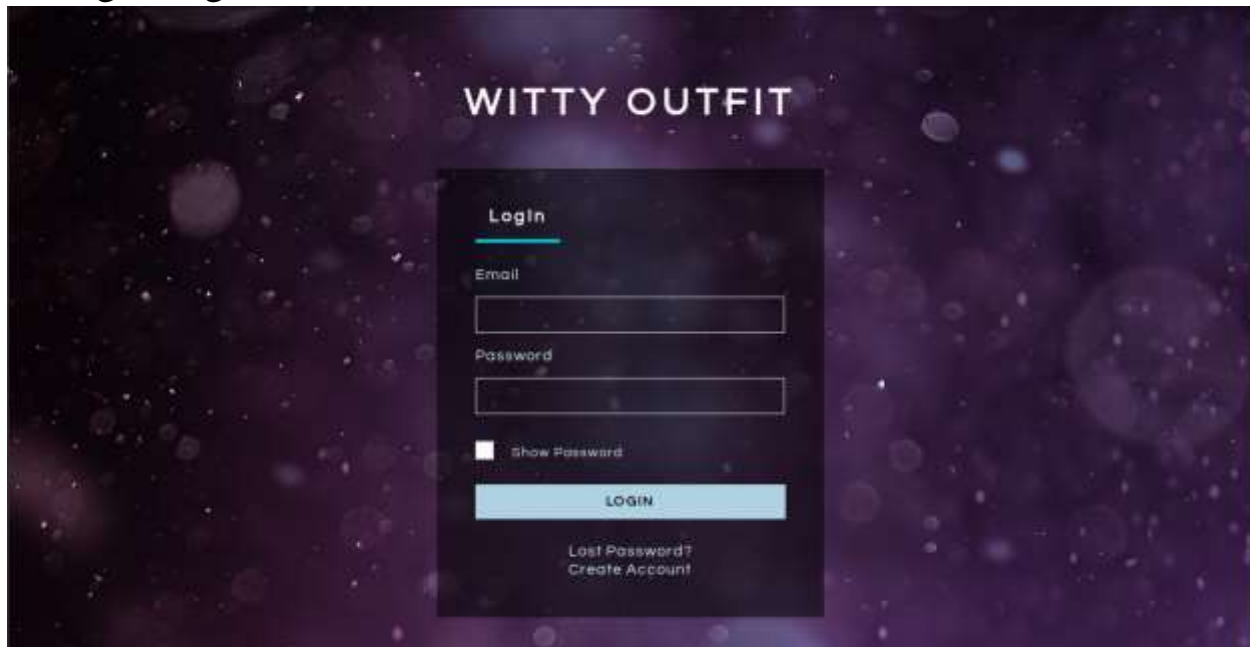 WITTY OUTFIT
LogIn
Email
Password
Show Password
LOGIN
Lost Password?
Create Account